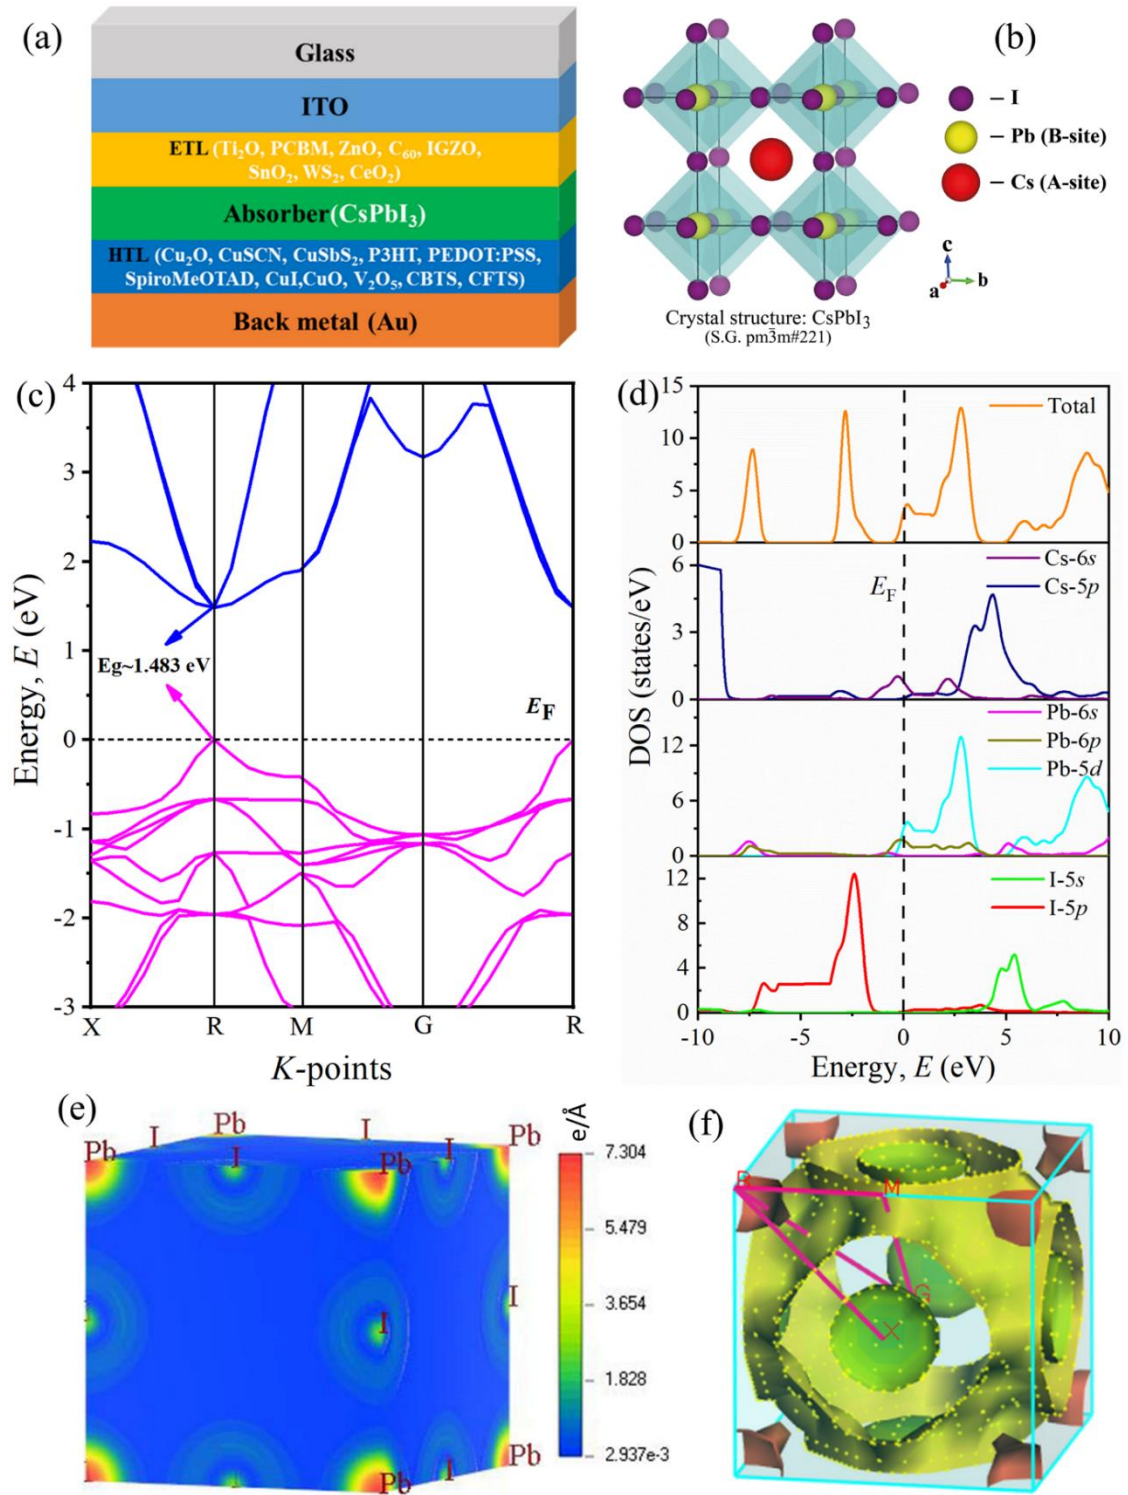 (a)
Glass
ITO
ETL (Ti₂O, PCBM, ZnO, C₆₀, IGZO,
SnO₂, WS₂, CeO₂)
Absorber(CsPbI₃)
HTL (Cu₂O, CuSCN, CuSbS₂, P3HT, PEDOT:PSS,
SpiroMeOTAD, CuI,CuO, V₂O₅, CBTS, CFTS)
Back metal (Au)
(b)
– I
– Pb (B-site)
– Cs (A-site)
c
b
a
Crystal structure: CsPbI₃
(S.G. pm3̄m#221)
(c)
4
3
2
1
0
-1
-2
-3
Energy, E (eV)
Eg~1.483 eV
E_F
X R M G R
K-points
(d)
15
10
5
0
Total
6
3
0
E_F
Cs-6s
Cs-5p
DOS (states/eV)
12
6
0
Pb-6s
Pb-6p
Pb-5d
12
8
4
0
I-5s
I-5p
-10 -5 0 5 10
Energy, E (eV)
(e)
Pb I Pb I Pb
Pb I Pb I
I I
Pb I Pb
e/Å
7.304
5.479
3.654
1.828
2.937e-3
(f)
R
M
G
X